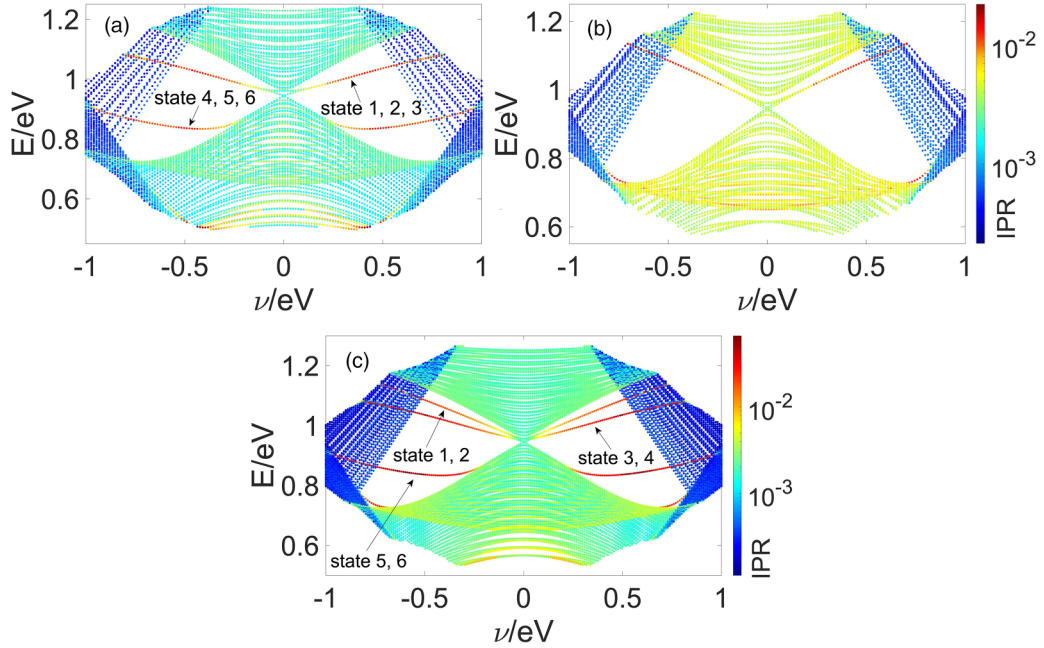 (a)
1.2
1
0.8
0.6
E/eV
state 4, 5, 6
state 1, 2, 3
-1
-0.5
0
0.5
1
ν/eV
(b)
1.2
1
0.8
0.6
E/eV
-1
-0.5
0
0.5
1
ν/eV
10-2
10-3
IPR
(c)
1.2
1
0.8
0.6
E/eV
state 1, 2
state 3, 4
state 5, 6
-1
-0.5
0
0.5
1
ν/eV
10-2
10-3
IPR